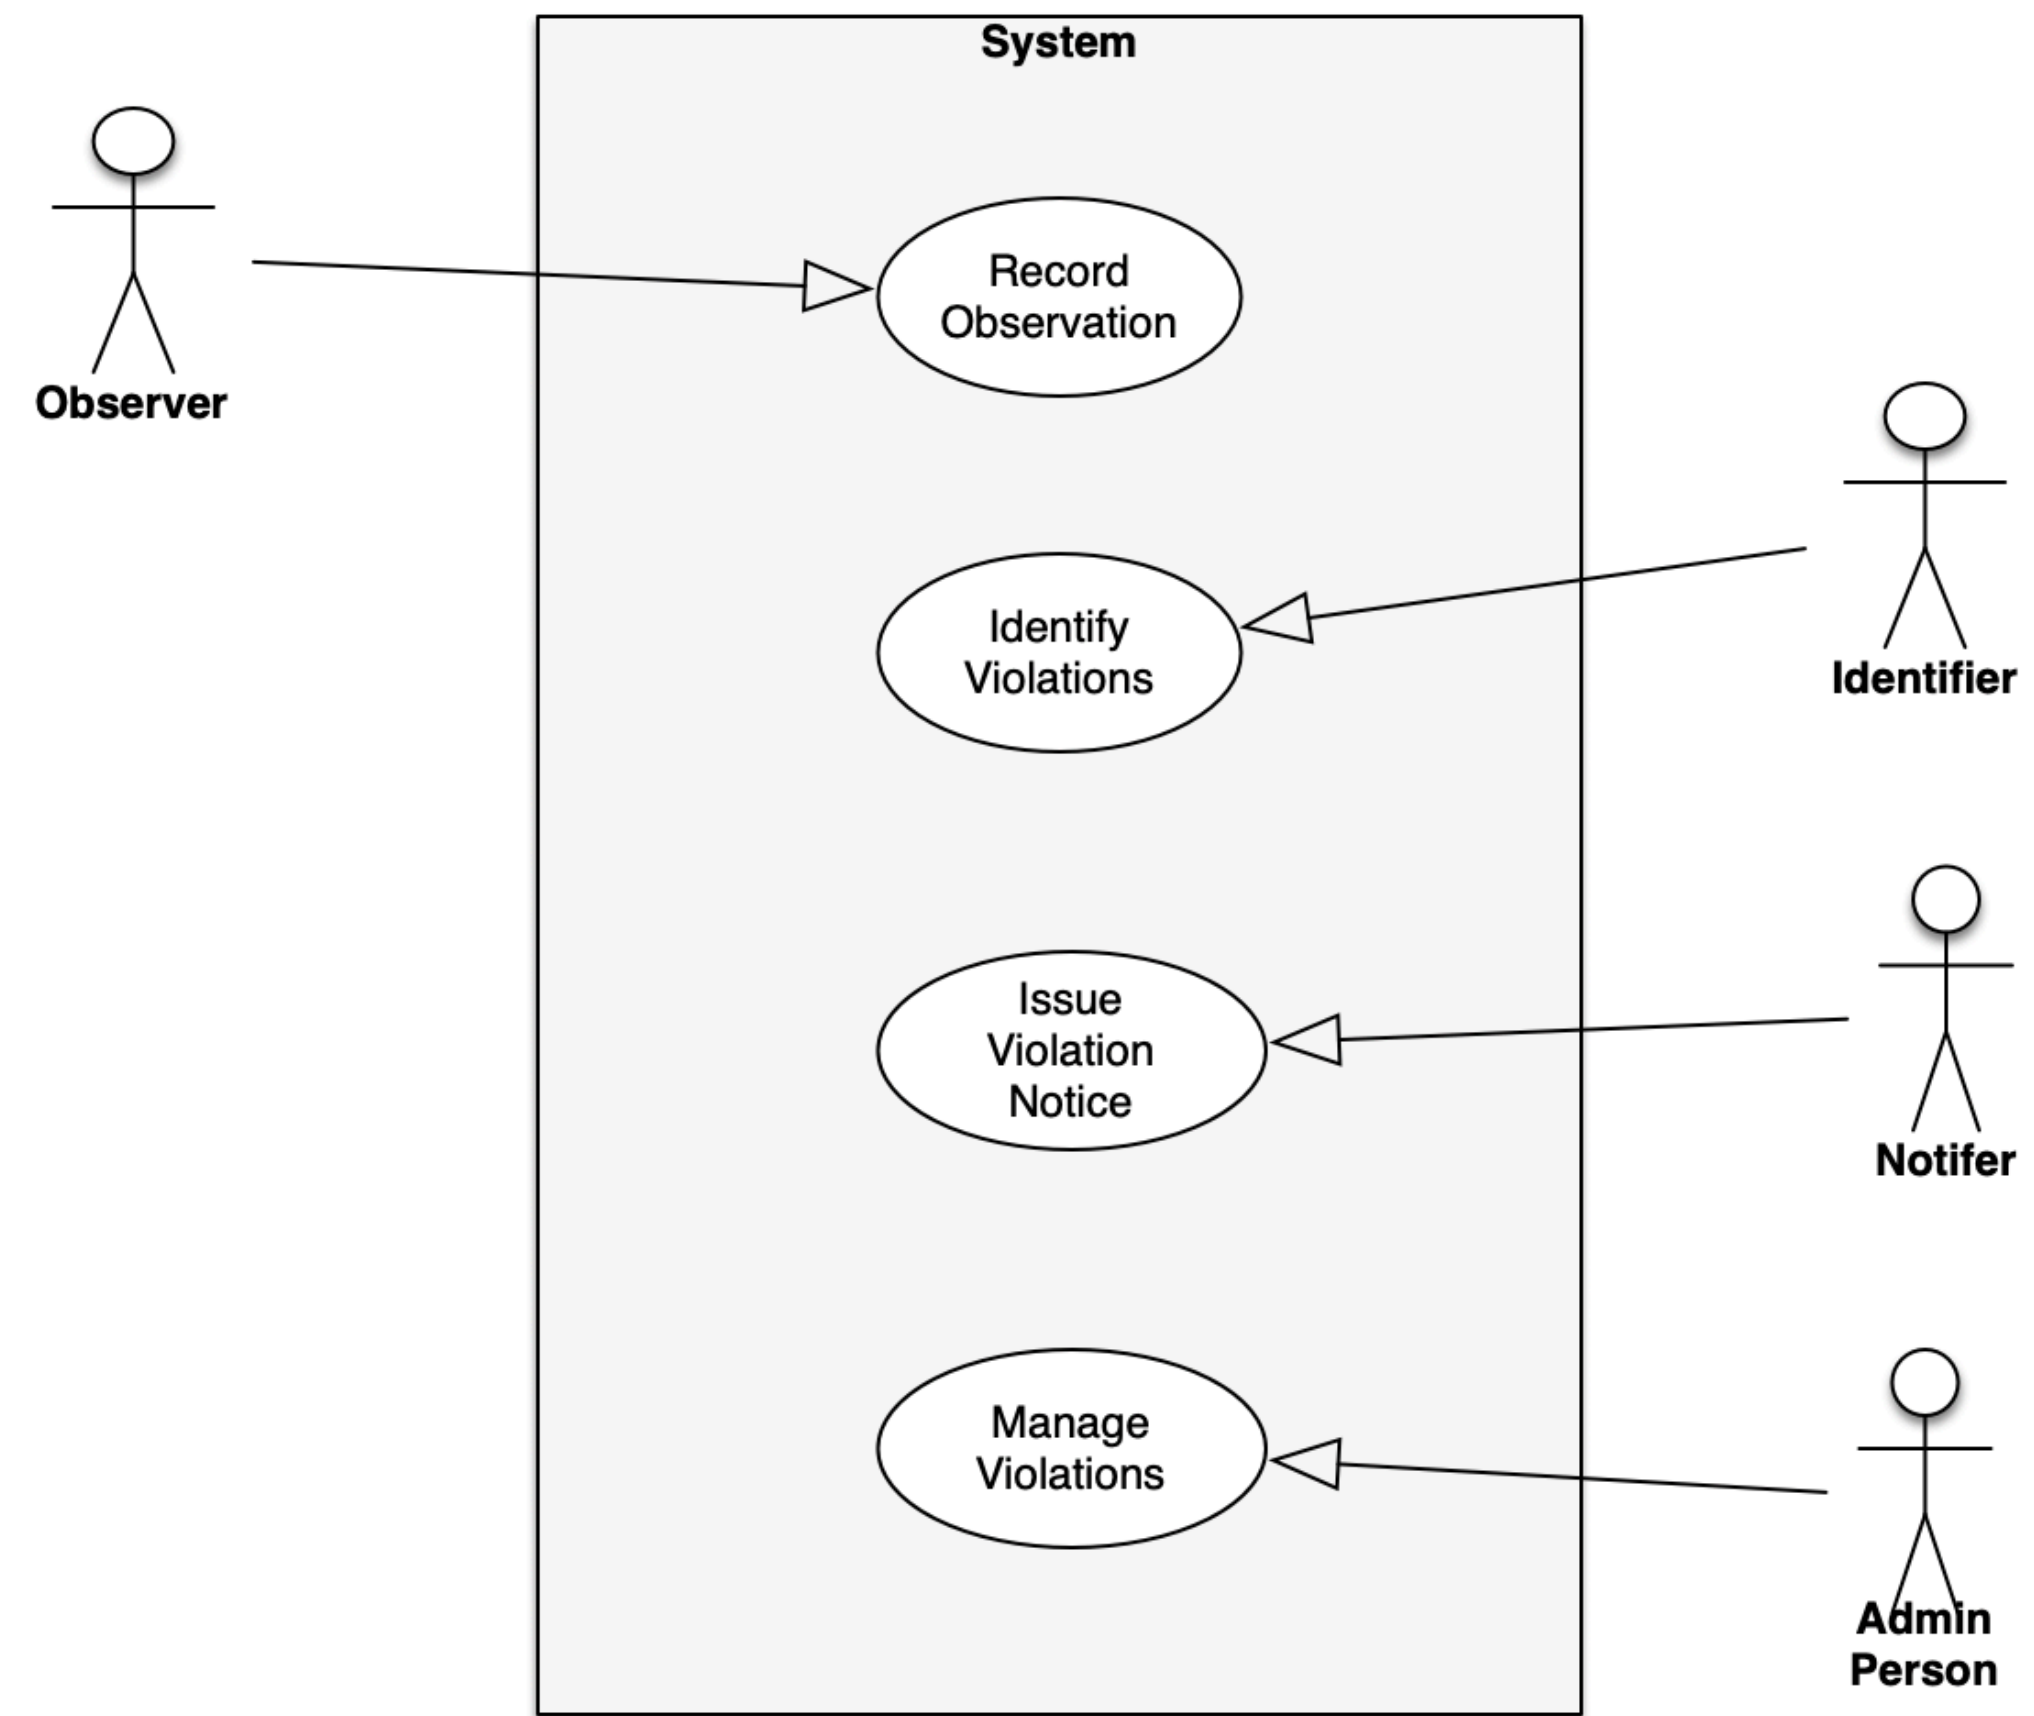 System
Observer
Record
Observation
Identify
Violations
Identifier
Issue
Violation
Notice
Notifer
Manage
Violations
Admin
Person